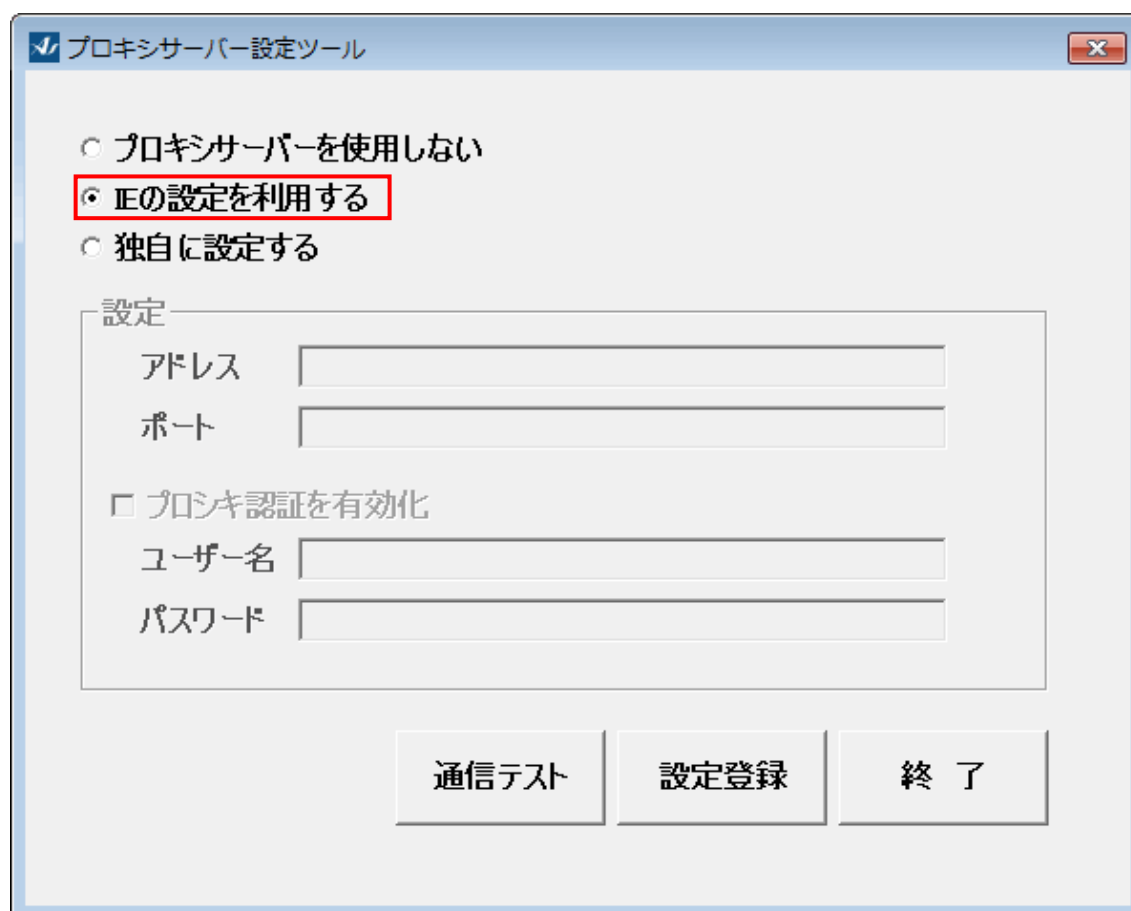 プロキシサーバー設定ツール
プロキシサーバーを使用しない
IEの設定を利用する
独自に設定する
設定
アドレス
ポート
プロシキ認証を有効化
ユーザー名
パスワード
通信テスト 設定登録 終 了